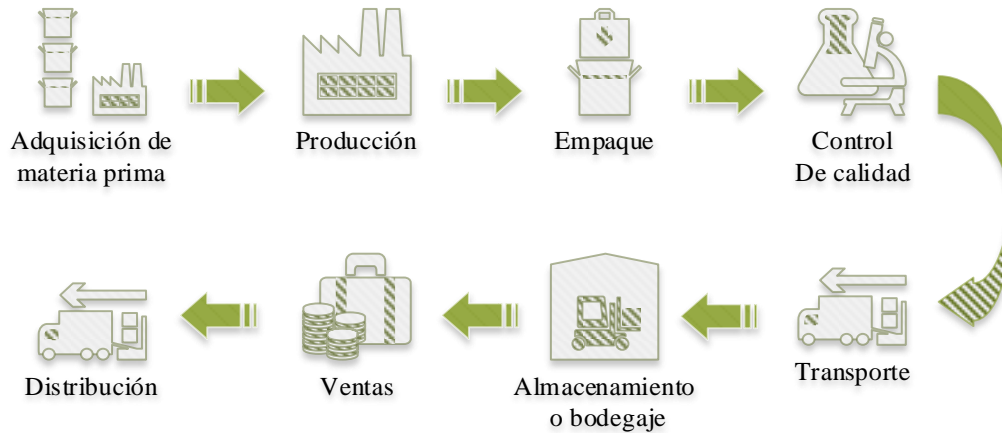 Adquisición de
materia prima
Producción
Empaque
Control
De calidad
Transporte
Almacenamiento
o bodegaje
Ventas
Distribución